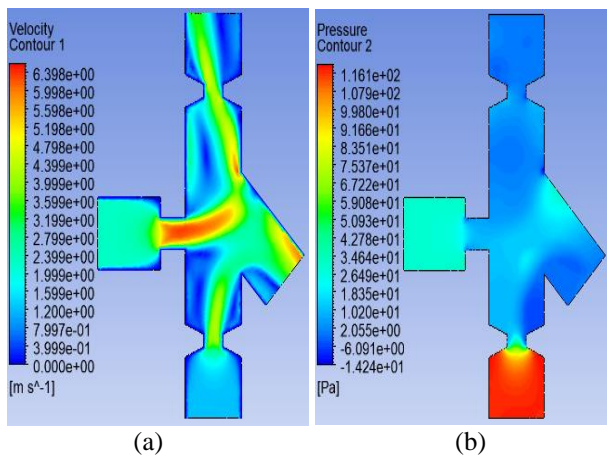 Velocity
Contour 1
6.398e+00
5.998e+00
5.598e+00
5.198e+00
4.799e+00
4.399e+00
3.999e+00
3.599e+00
3.199e+00
2.799e+00
2.399e+00
1.999e+00
1.600e+00
1.200e+00
7.997e-01
3.999e-01
0.000e+00
[m s^-1]
(a)
Pressure
Contour 2
1.161e+02
1.079e+02
9.980e+01
9.166e+01
8.351e+01
7.537e+01
6.722e+01
5.908e+01
5.093e+01
4.278e+01
3.464e+01
2.649e+01
1.835e+01
1.020e+01
2.055e+00
-6.091e+00
-1.424e+01
[Pa]
(b)